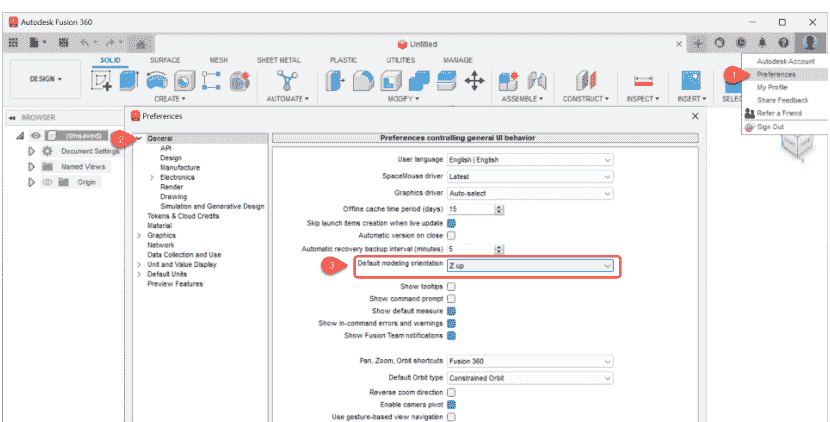 Autodesk Fusion 360
Untitled
SOLID SURFACE MESH SHEET METAL PLASTIC UTILITIES MANAGE
DESIGN
CREATE AUTOMATE MODIFY ASSEMBLE CONSTRUCT INSPECT INSERT SELEC
Autodesk Account
1 Preferences
My Profile
Share Feedback
Refer a Friend
Sign Out
BROWSER
(Unsaved)
Document Settings
Named Views
Origin
Preferences
2 General
API
Design
Manufacture
Electronics
Render
Drawing
Simulation and Generative Design
Tokens & Cloud Credits
Material
Graphics
Network
Data Collection and Use
Unit and Value Display
Default Units
Preview Features
Preferences controlling general UI behavior
User language English | English
SpaceMouse driver Latest
Graphics driver Auto-select
Offline cache time period (days) 15
Skip launch items creation when live update
Automatic version on close
Automatic recovery backup interval (minutes) 5
3 Default modeling orientation Z up
Show tooltips
Show command prompt
Show default measure
Show in-command errors and warnings
Show Fusion Team notifications
Pan, Zoom, Orbit shortcuts Fusion 360
Default Orbit type Constrained Orbit
Reverse zoom direction
Enable camera pivot
Use gesture-based view navigation